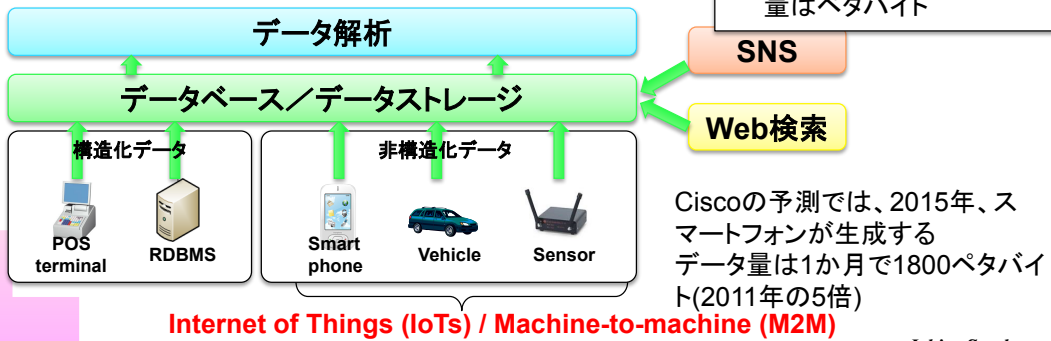 量はペタバイト
データ解析
SNS
データベース／データストレージ
Web検索
構造化データ
非構造化データ
POS
terminal
RDBMS
Smart
phone
Vehicle
Sensor
Ciscoの予測では、2015年、ス
マートフォンが生成する
データ量は1か月で1800ペタバイ
ト(2011年の5倍)
Internet of Things (IoTs) / Machine-to-machine (M2M)